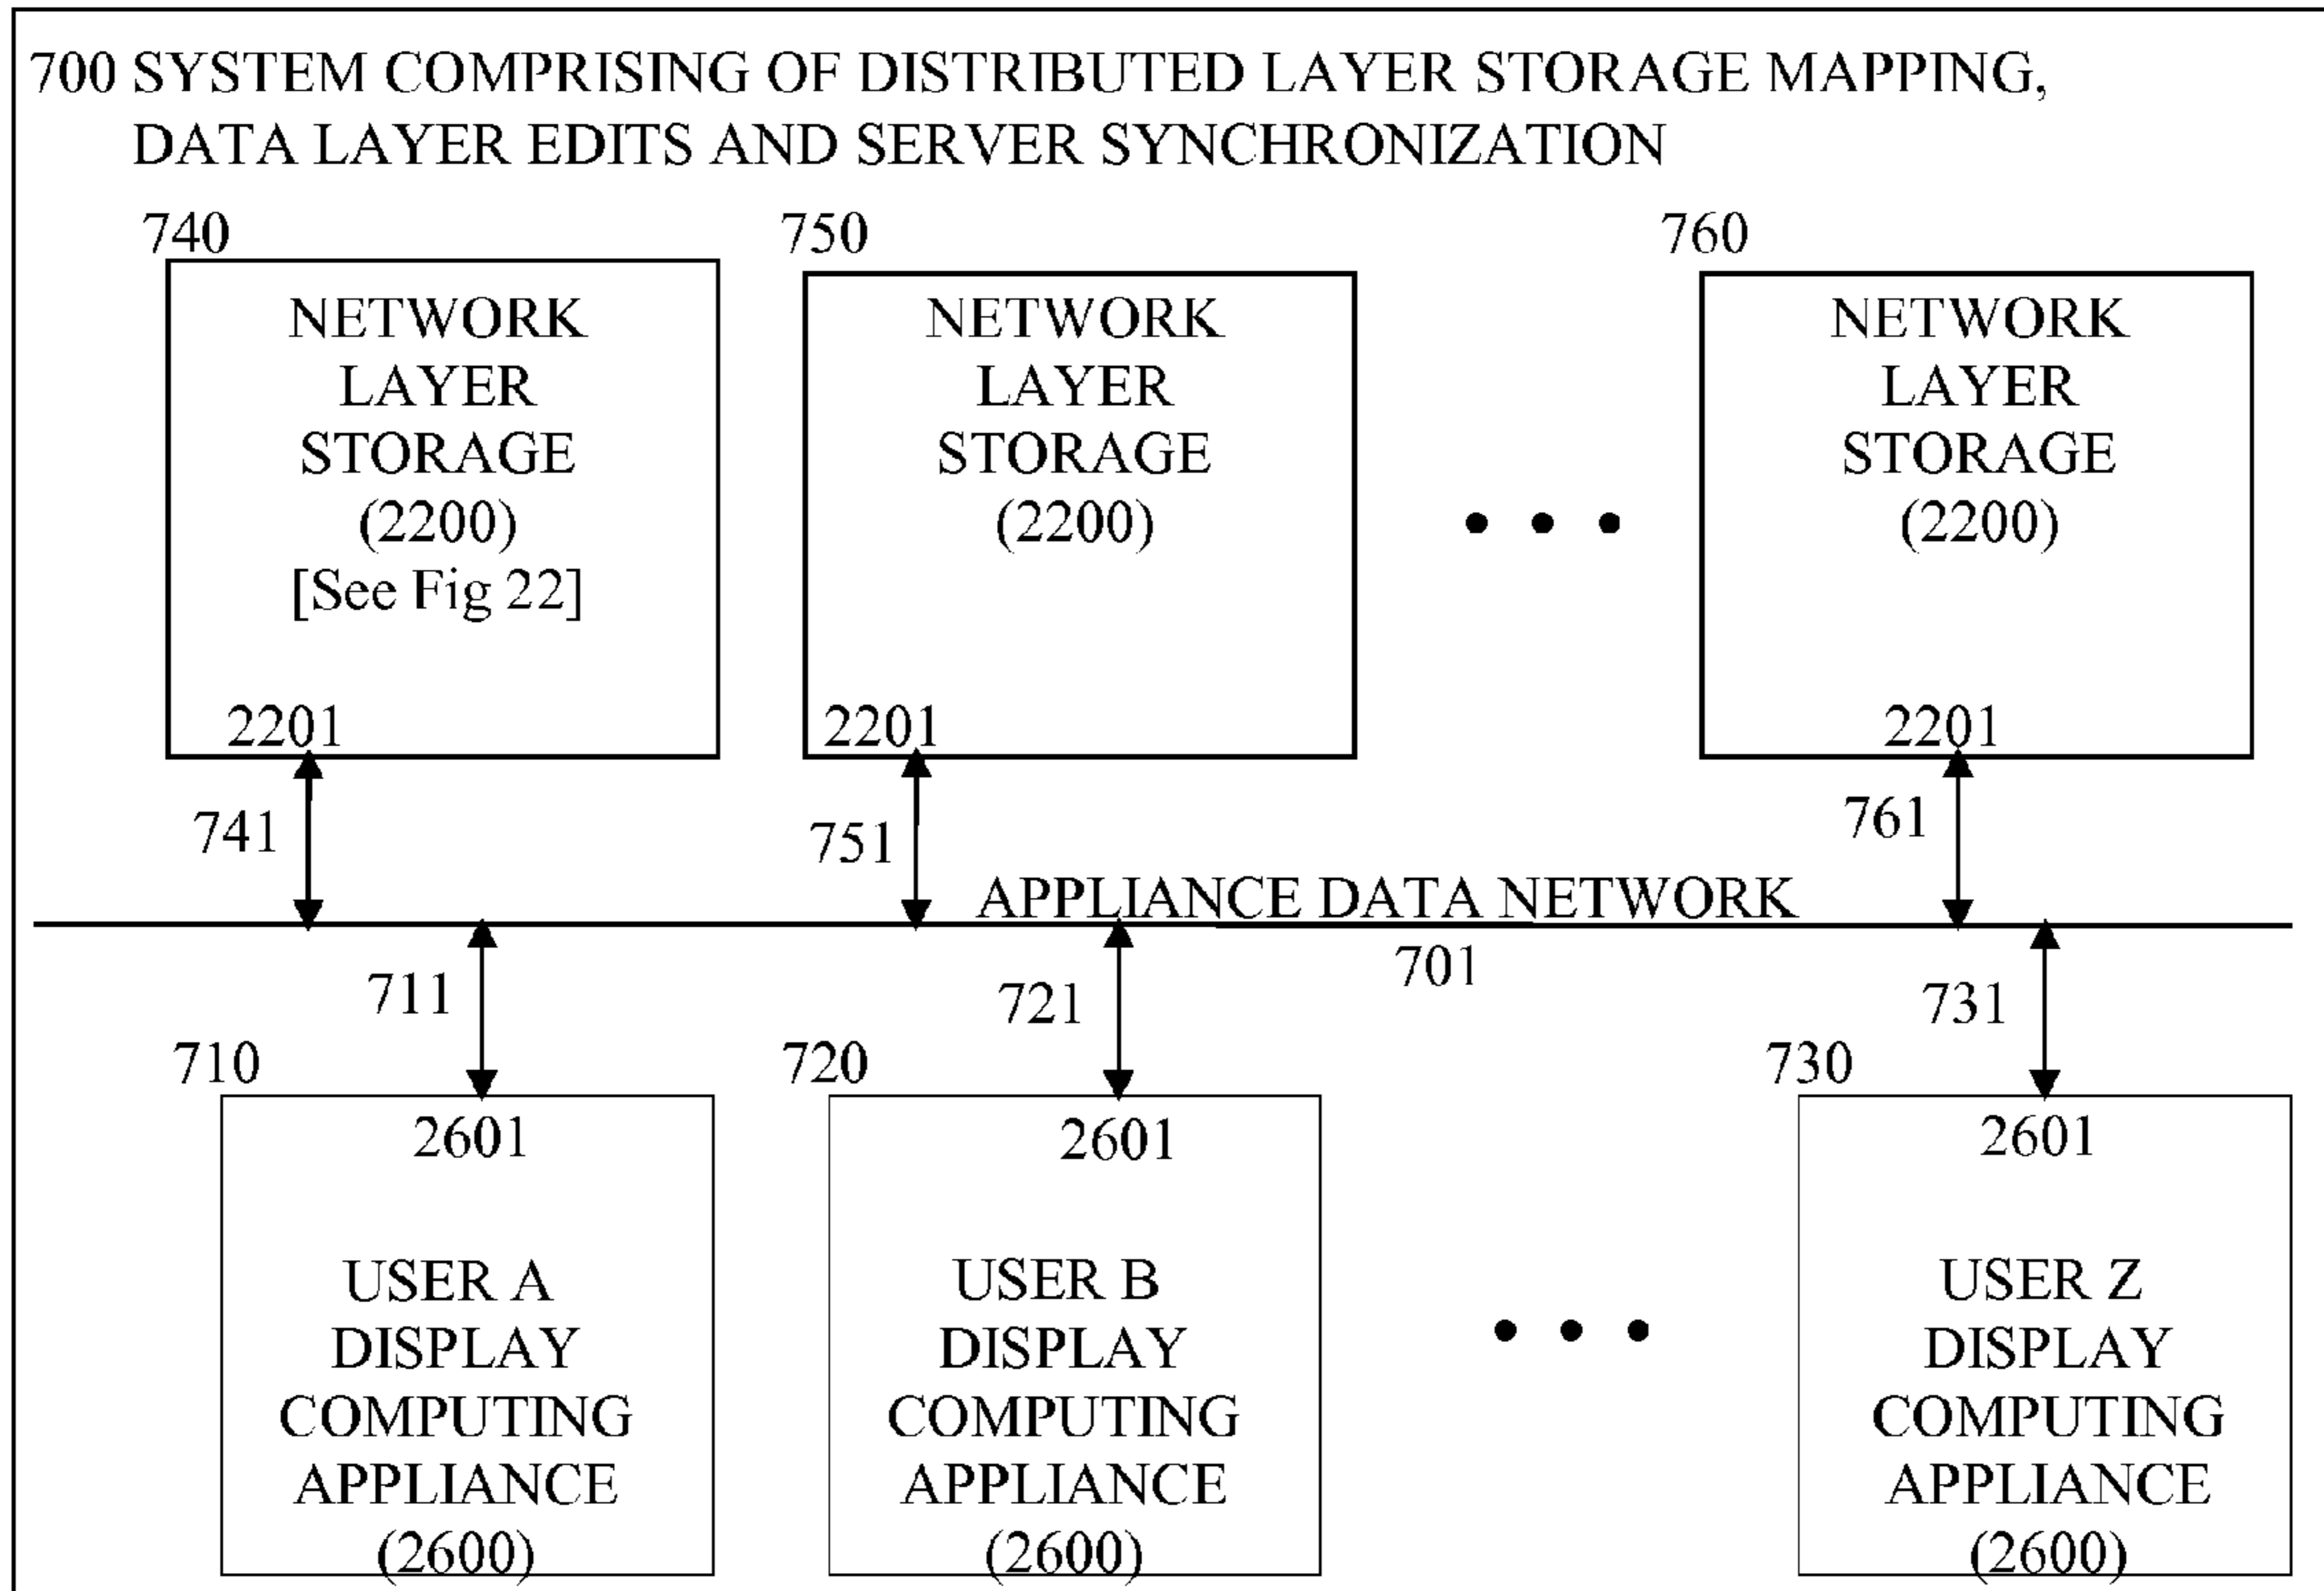 700 SYSTEM COMPRISING OF DISTRIBUTED LAYER STORAGE MAPPING,
DATA LAYER EDITS AND SERVER SYNCHRONIZATION
740
NETWORK
LAYER
STORAGE
(2200)
[See Fig 22]
2201
750
NETWORK
LAYER
STORAGE
(2200)
2201
760
NETWORK
LAYER
STORAGE
(2200)
2201
741
751
761
APPLIANCE DATA NETWORK
701
711
721
731
710
2601
USER A
DISPLAY
COMPUTING
APPLIANCE
(2600)
720
2601
USER B
DISPLAY
COMPUTING
APPLIANCE
(2600)
730
2601
USER Z
DISPLAY
COMPUTING
APPLIANCE
(2600)